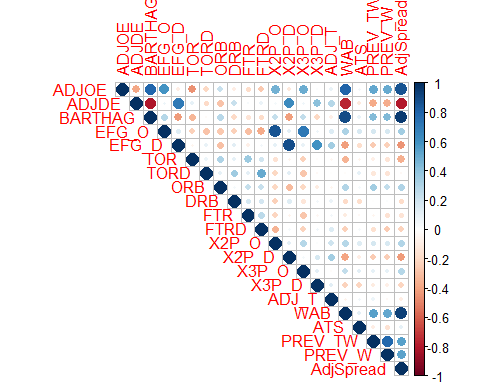 ADJOE
ADJDE
BARTHAG
EFG_O
EFG_D
TOR
TORD
ORB
DRB
FTR
FTRD
X2P_O
X2P_D
X3P_O
X3P_D
ADJ_T
WAB
ATS
PREV_TW
PREV_W
AdjSpread
ADJOE
ADJDE
BARTHAG
EFG_O
EFG_D
TOR
TORD
ORB
DRB
FTR
FTRD
X2P_O
X2P_D
X3P_O
X3P_D
ADJ_T
WAB
ATS
PREV_TW
PREV_W
AdjSpread
1
0.8
0.6
0.4
0.2
0
-0.2
-0.4
-0.6
-0.8
-1